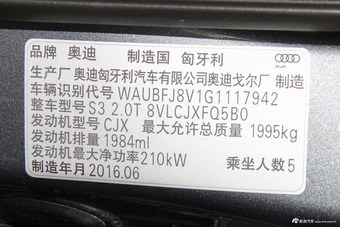 品牌 奥迪 制造国 匈牙利
Audi
生产厂 奥迪匈牙利汽车有限公司奥迪戈尔厂 制造
车辆识别代号 WAUBFJ8V1G1117942
整车型号 S3 2.0T 8VLCJXFQ5B0
发动机型号 CJX 最大允许总质量 1995kg
发动机排量 1984ml
发动机最大净功率 210kW 乘坐人数 5
制造年月 2016.06